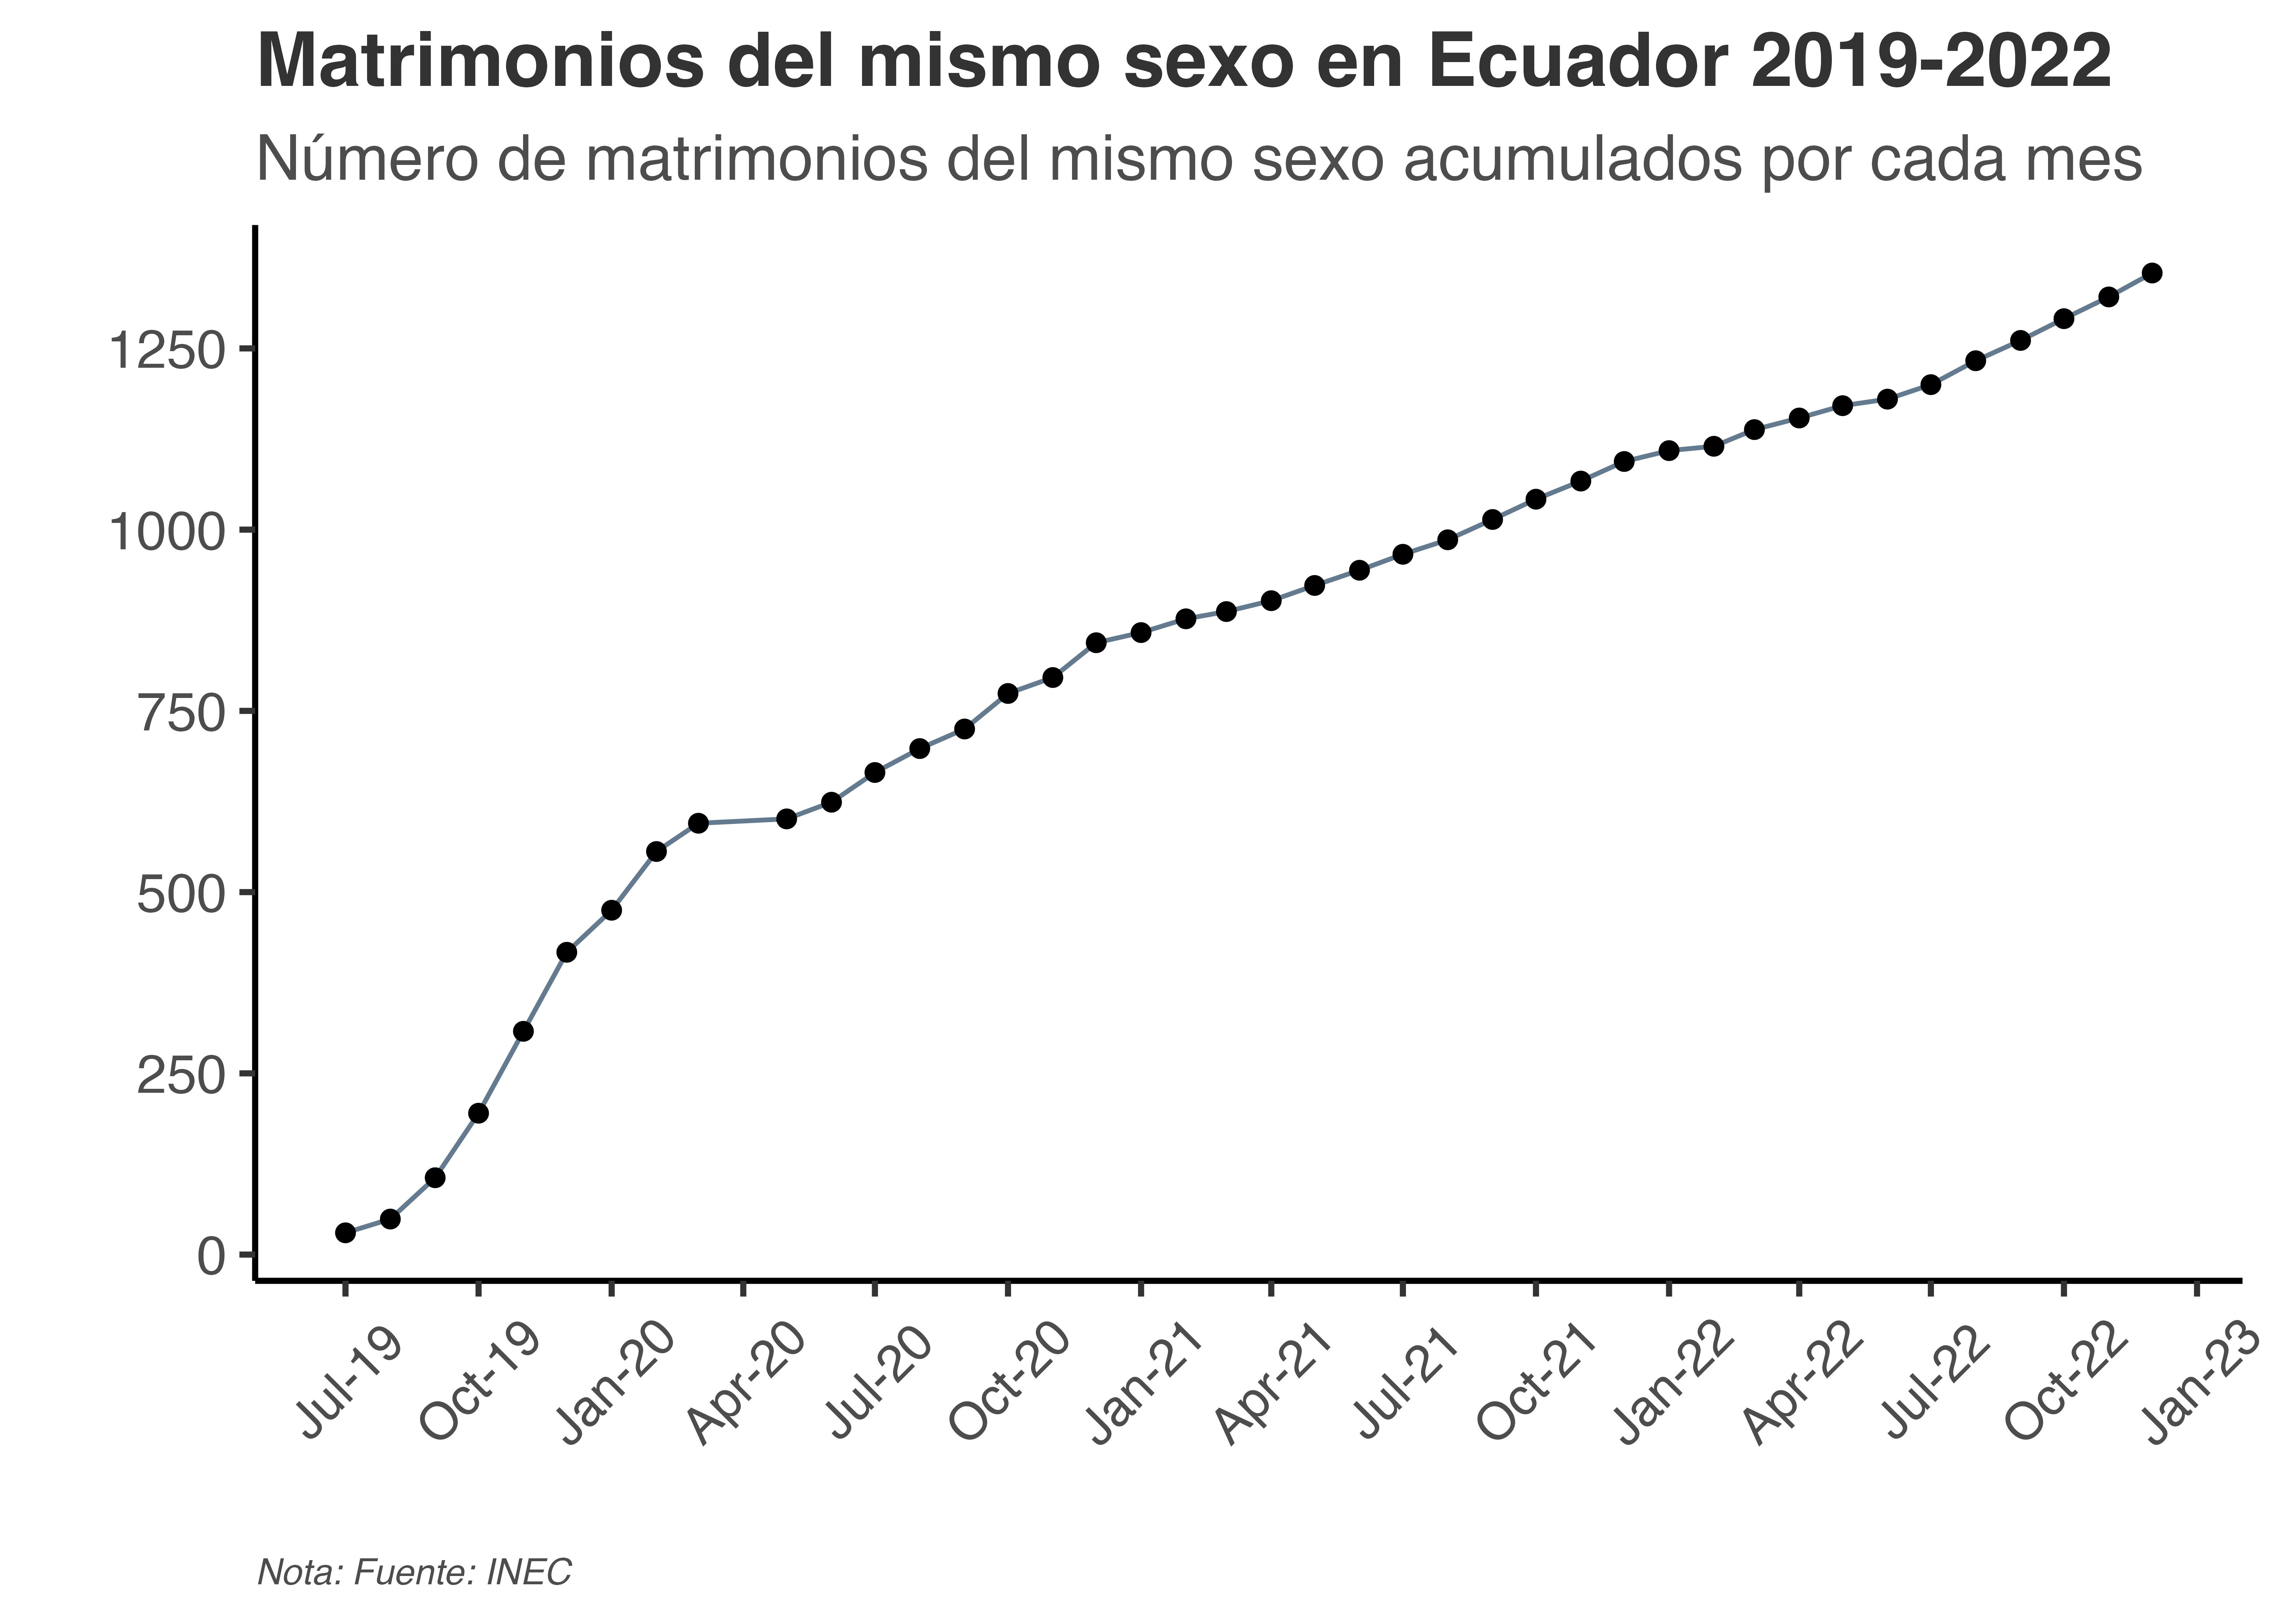 Matrimonios del mismo sexo en Ecuador 2019-2022
Número de matrimonios del mismo sexo acumulados por cada mes
1250
1000
750
500
250
0
Jul-19
Oct-19
Jan-20
Apr-20
Jul-20
Oct-20
Jan-21
Apr-21
Jul-21
Oct-21
Jan-22
Apr-22
Jul-22
Oct-22
Jan-23
Nota: Fuente: INEC